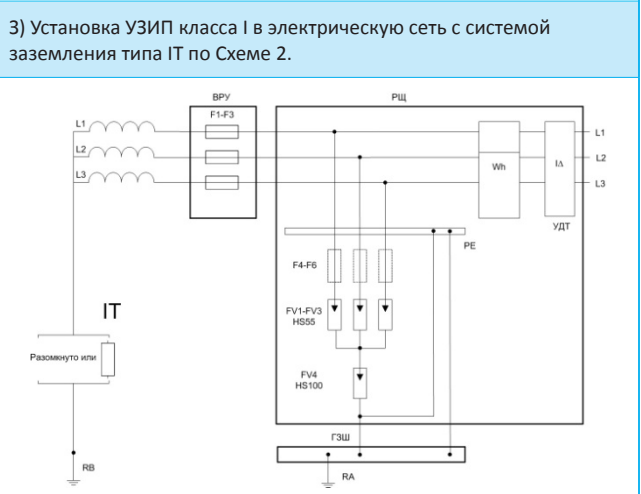 3) Установка УЗИП класса I в электрическую сеть с системой
заземления типа IT по Схеме 2.
ВРУ
РЩ
F1-F3
L1
L1
L2
L2
Wh
I∆
L3
L3
УДТ
PE
F4-F6
IT
FV1-FV3
HS55
Разомкнуто или
FV4
HS100
ГЗШ
RB
RA